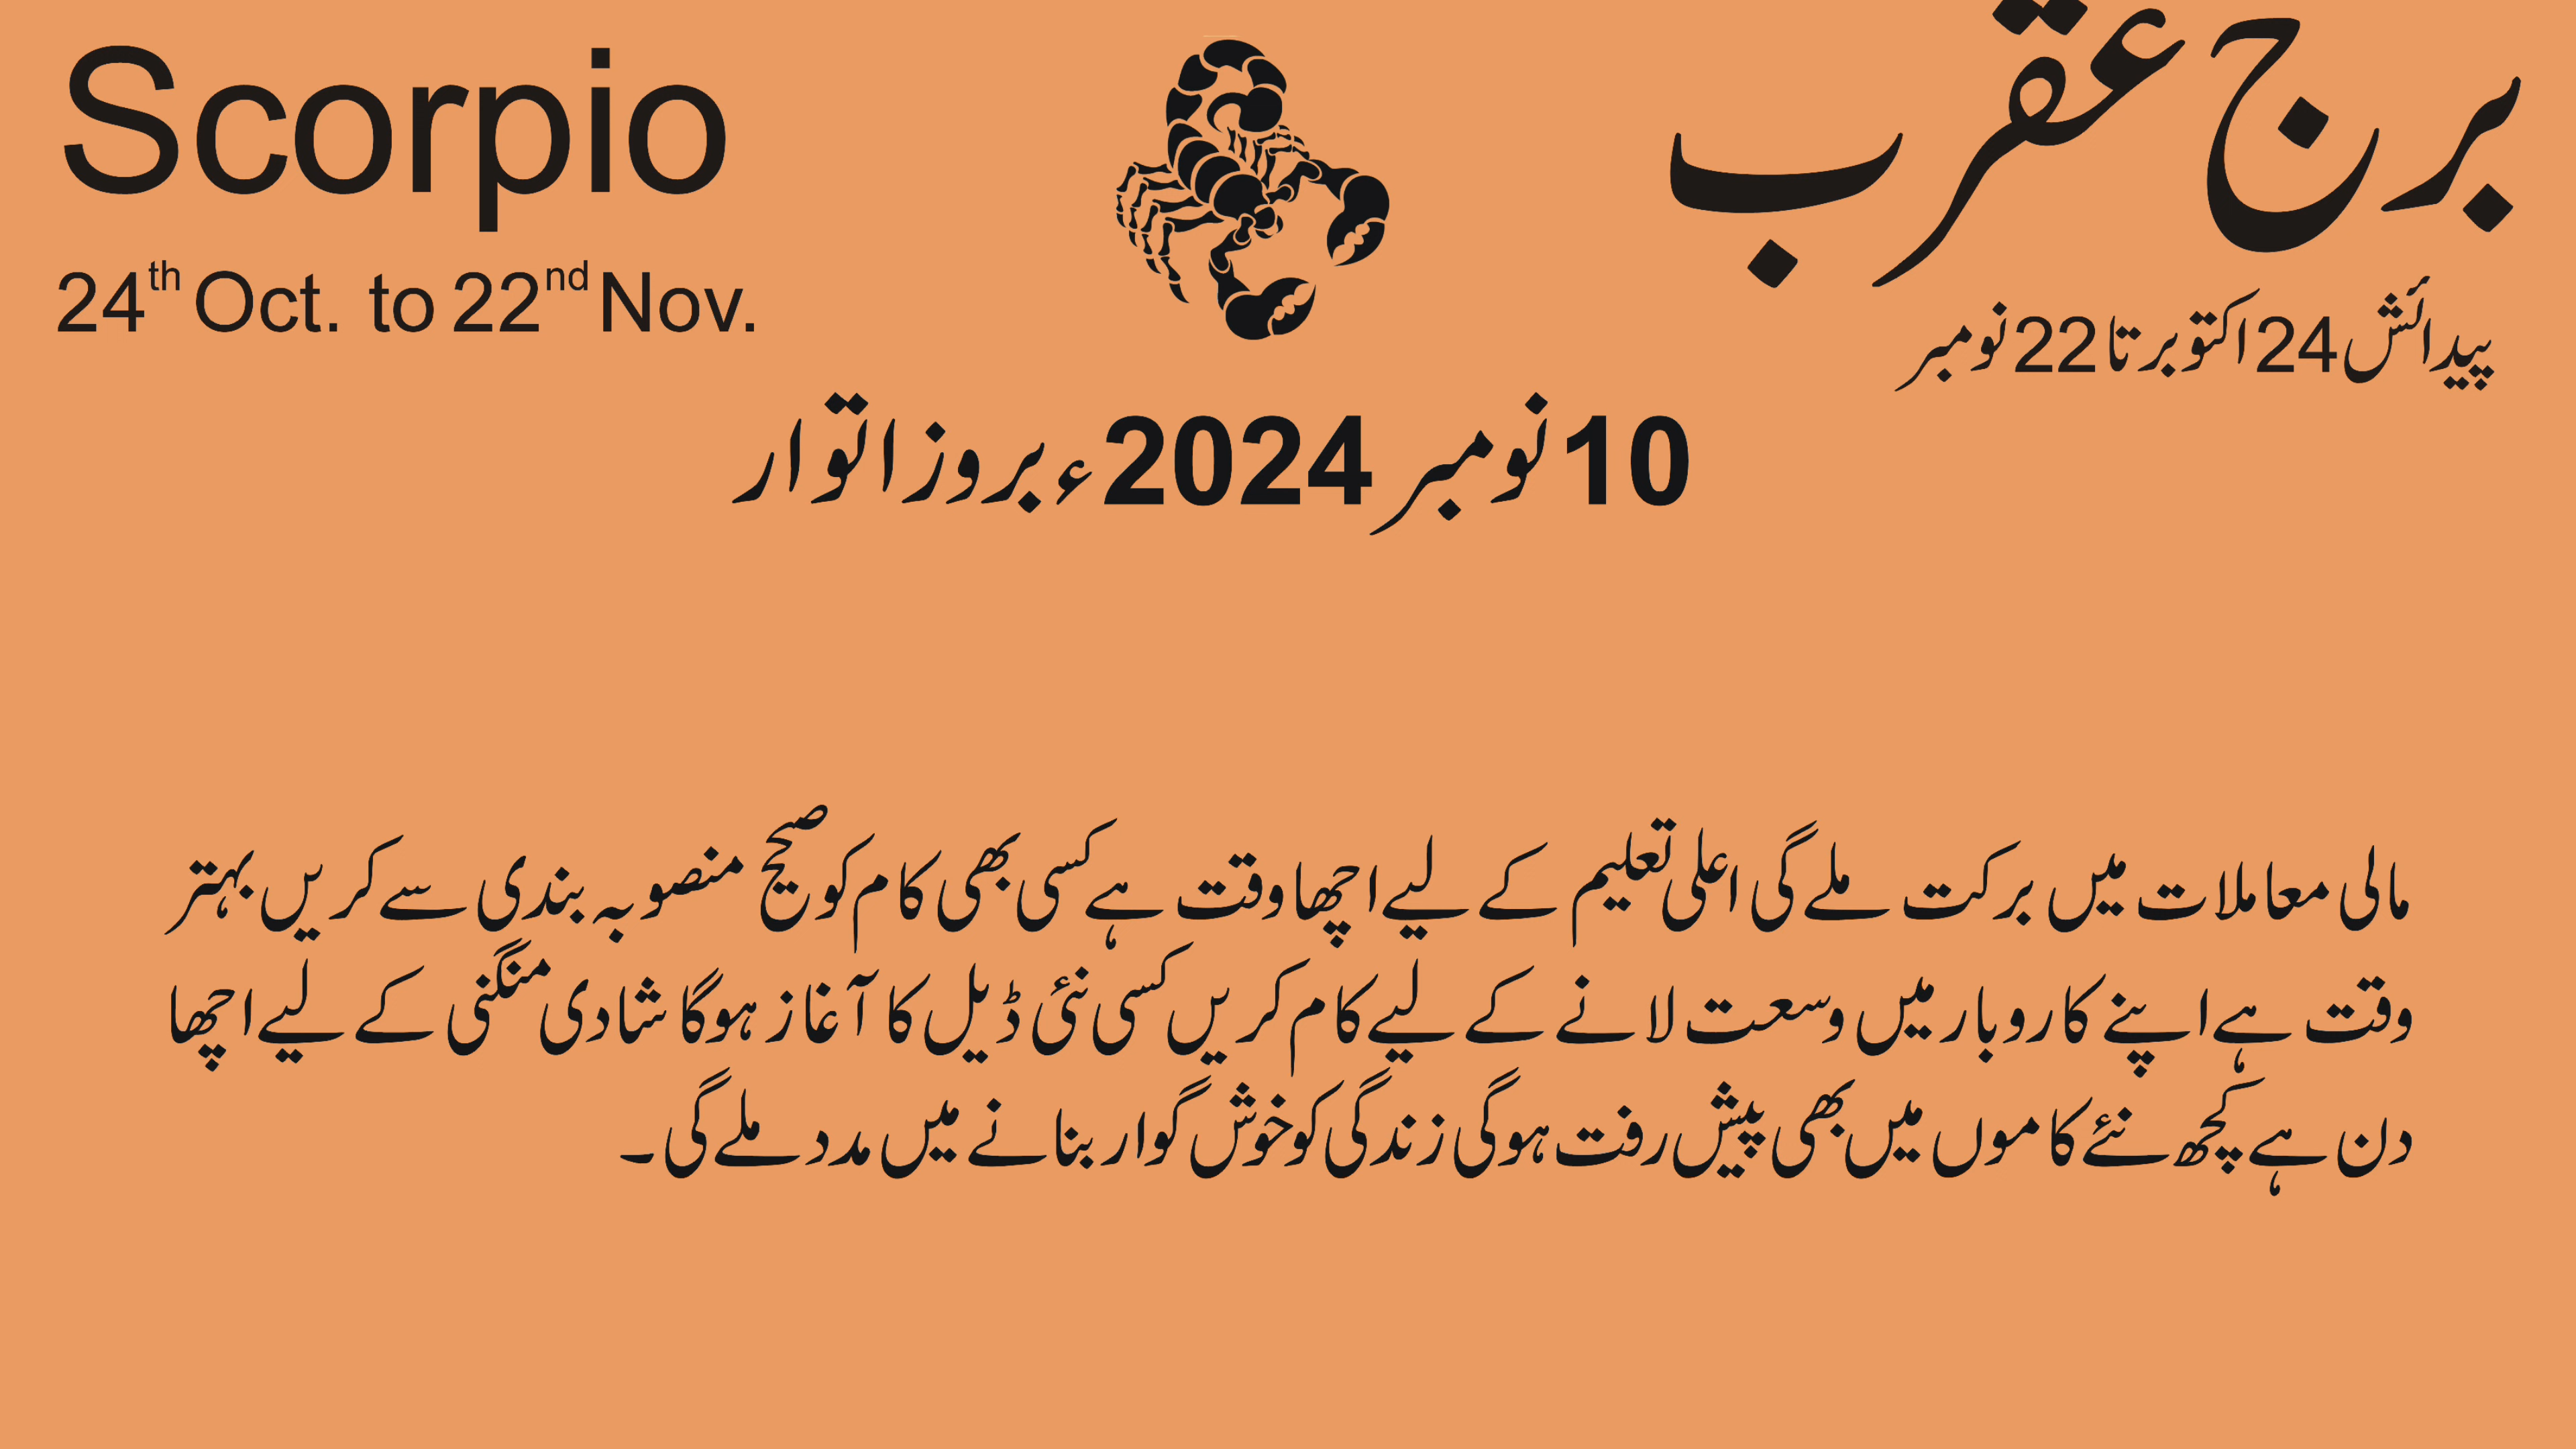 Scorpio
برج عقرب
24th Oct. to 22nd Nov.
پیدائش 24 اکتوبر تا 22 نومبر
10 نومبر 2024ء بروز اتوار
مالی معاملات میں برکت ملے گی اعلی تعلیم کے لیے اچھا وقت ہے کسی بھی کام کو صحیح منصوبہ بندی سے کریں بہتر
وقت ہے اپنے کاروبار میں وسعت لانے کے لیے کام کریں کسی نئی ڈیل کا آغاز ہوگا شادی منگنی کے لیے اچھا
دن ہے کچھ نئے کاموں میں بھی پیش رفت ہوگی زندگی کو خوش گوار بنانے میں مدد ملے گی۔